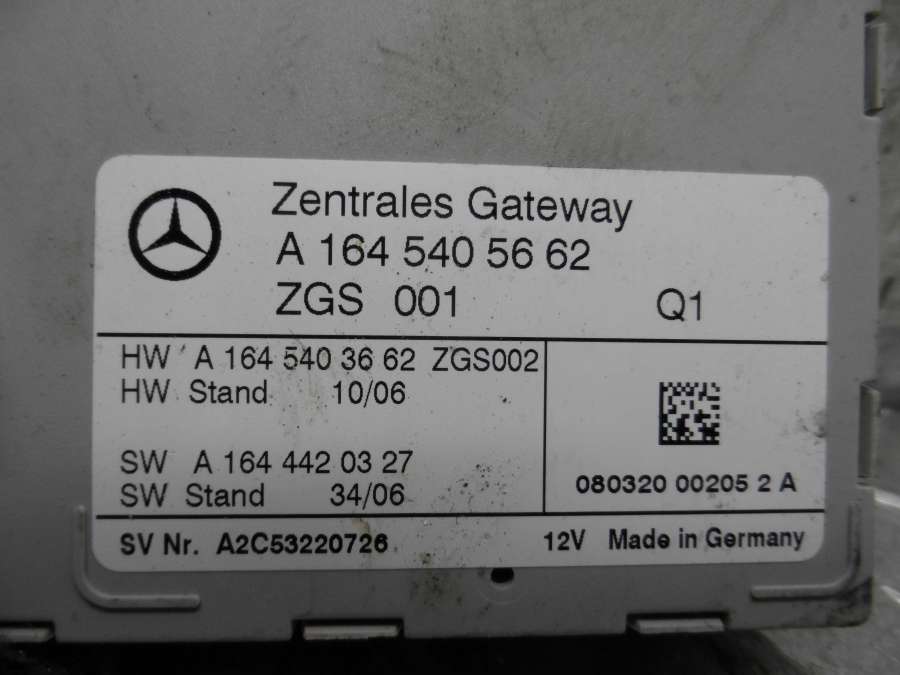 Zentrales Gateway
A 164 540 56 62
ZGS 001 Q1
HW A 164 540 36 62 ZGS002
HW Stand 10/06
SW A 164 442 03 27
SW Stand 34/06
080320 00205 2 A
SV Nr. A2C53220726 12V Made in Germany